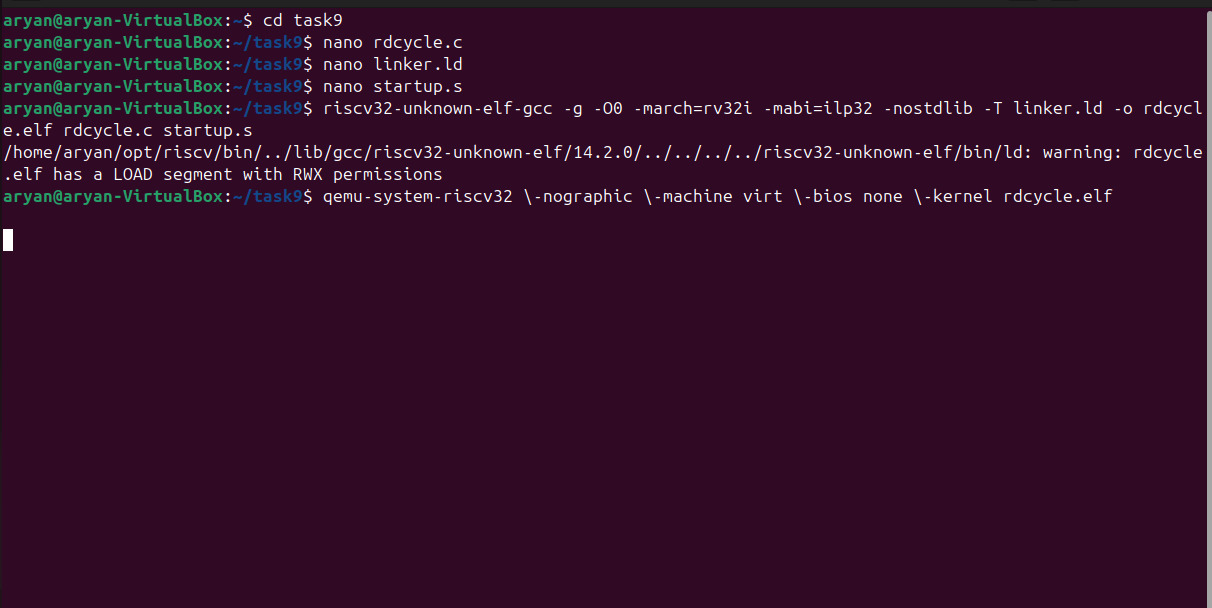 aryan@aryan-VirtualBox:~$ cd task9
aryan@aryan-VirtualBox:~/task9$ nano rdcycle.c
aryan@aryan-VirtualBox:~/task9$ nano linker.ld
aryan@aryan-VirtualBox:~/task9$ nano startup.s
aryan@aryan-VirtualBox:~/task9$ riscv32-unknown-elf-gcc -g -O0 -march=rv32i -mabi=ilp32 -nostdlib -T linker.ld -o rdcycl
e.elf rdcycle.c startup.s
/home/aryan/opt/riscv/bin/../lib/gcc/riscv32-unknown-elf/14.2.0/../../../../riscv32-unknown-elf/bin/ld: warning: rdcycle
.elf has a LOAD segment with RWX permissions
aryan@aryan-VirtualBox:~/task9$ qemu-system-riscv32 \-nographic \-machine virt \-bios none \-kernel rdcycle.elf